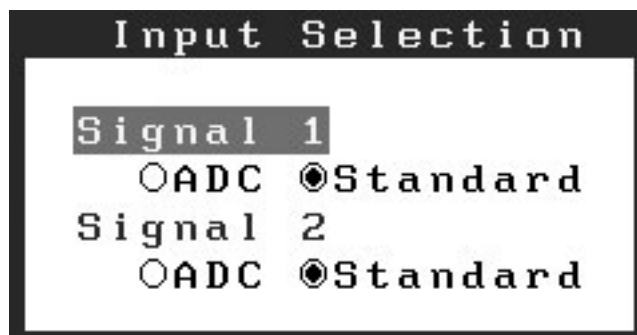 Input Selection
Signal 1
○ADC ◉Standard
Signal 2
○ADC ◉Standard